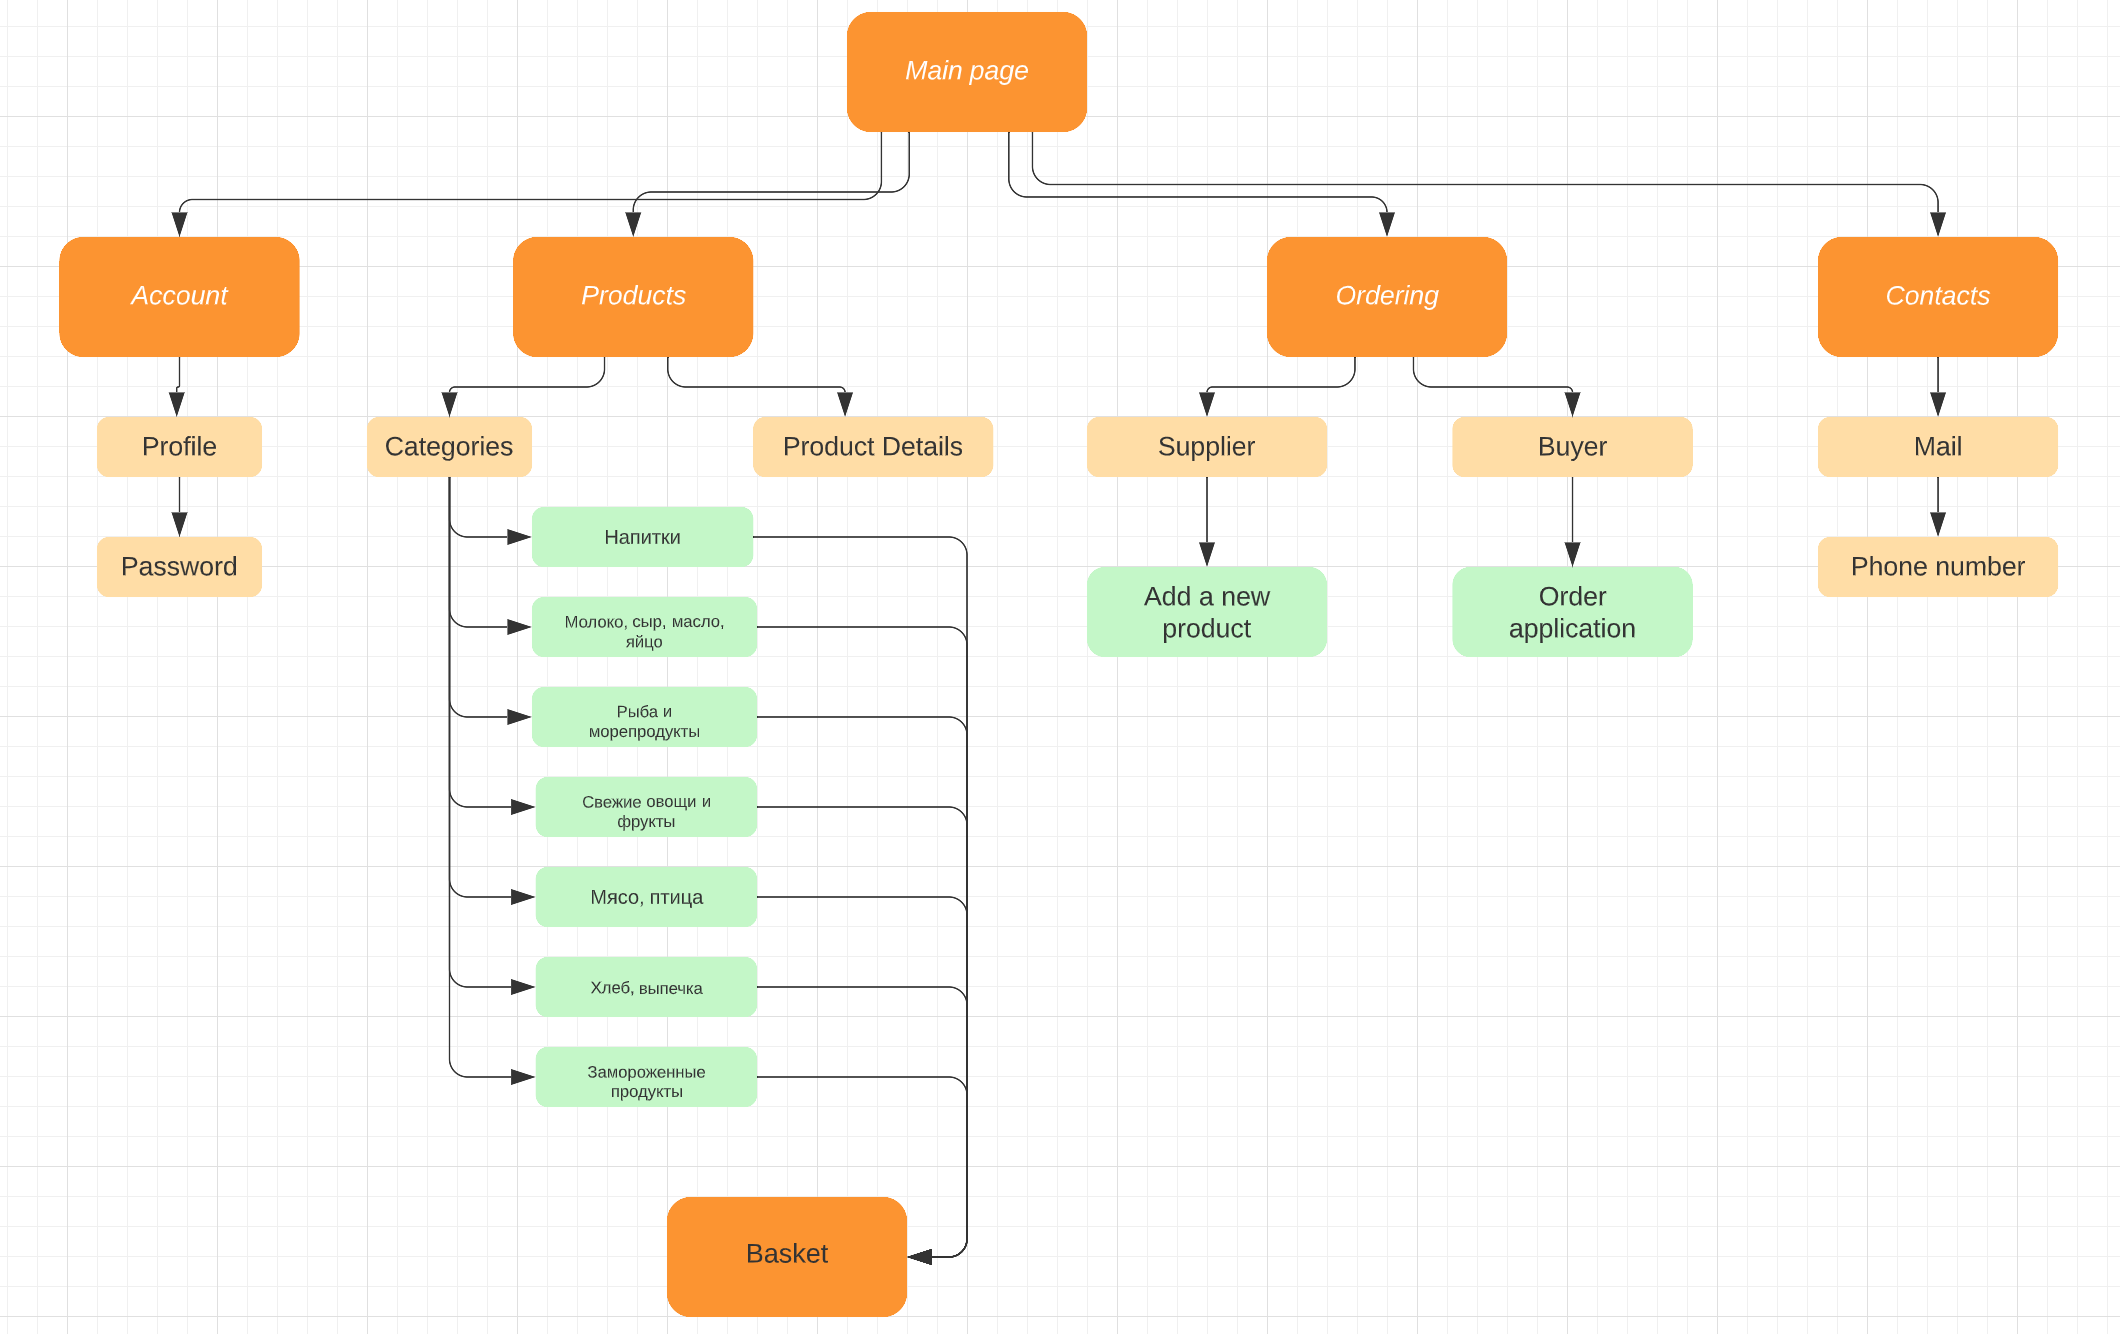 Main page
Account
Products
Ordering
Contacts
Profile
Categories
Product Details
Supplier
Buyer
Mail
Password
Напитки
Молоко, сыр, масло,
яйцо
Рыба и
морепродукты
Свежие овощи и
фрукты
Мясо, птица
Хлеб, выпечка
Замороженные
продукты
Add a new
product
Order
application
Phone number
Basket